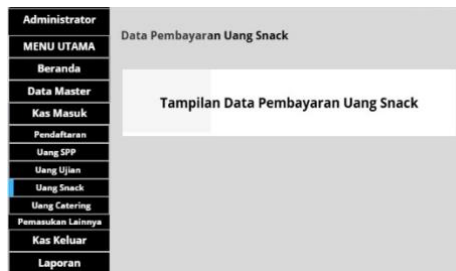 Administrator
MENU UTAMA
Beranda
Data Master
Kas Masuk
Pendaftaran
Uang SPP
Uang Ujian
Uang Snack
Uang Catering
Pemasukan Lainnya
Kas Keluar
Laporan
Data Pembayaran Uang Snack
Tampilan Data Pembayaran Uang Snack